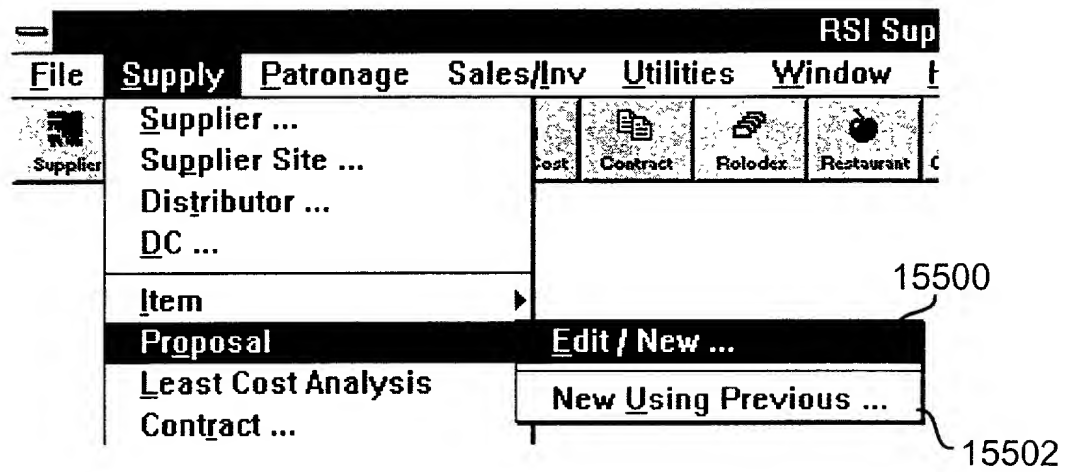 RSI Sup
File Supply Patronage Sales/Inv Utilities Window H
Supplier Cost Contract Rolodex Restaurant
Supplier ...
Supplier Site ...
Distributor ...
DC ...
Item
Proposal
Least Cost Analysis
Contract ...
Edit / New ...
New Using Previous ...
15500
15502